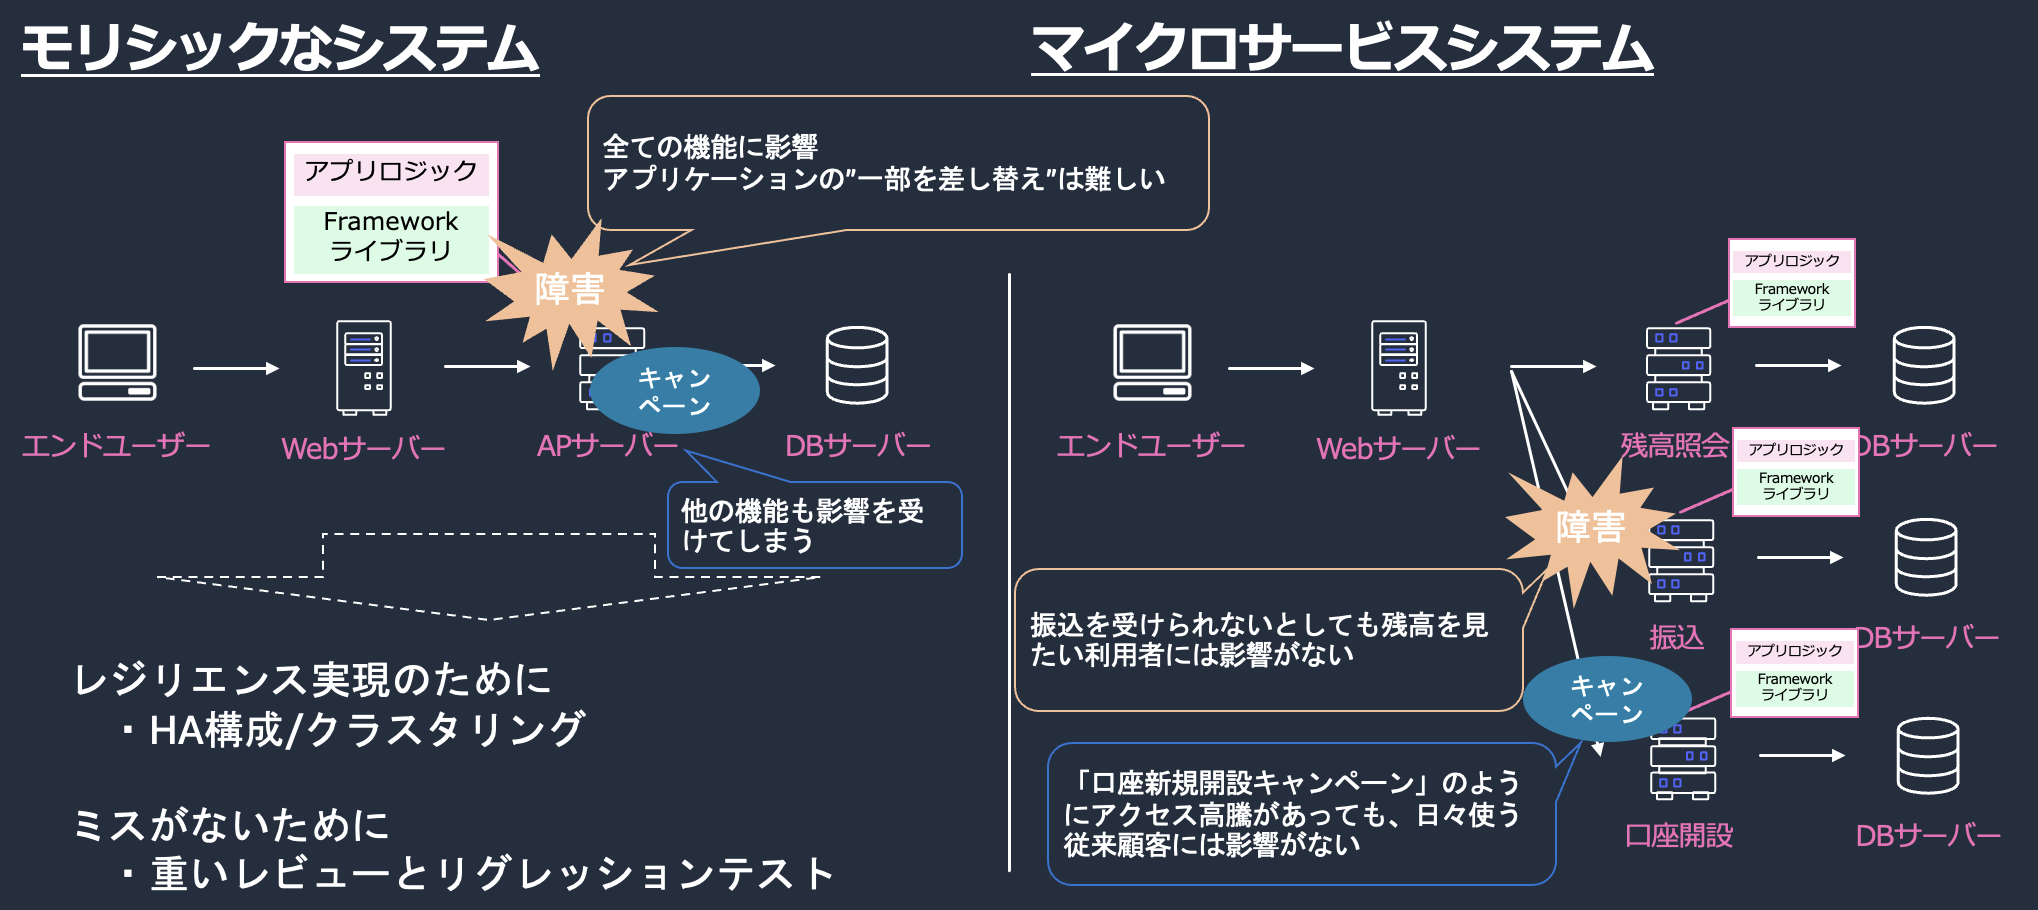 モリシックなシステム
全ての機能に影響
アプリケーションの”一部を差し替え”は難しい
アプリロジック
Framework
ライブラリ
障害
キャン
ペーン
エンドユーザー
Webサーバー
APサーバー
DBサーバー
他の機能も影響を受
けてしまう
レジリエンス実現のために
・HA構成/クラスタリング
ミスがないために
・重いレビューとリグレッションテスト
マイクロサービスシステム
アプリロジック
Framework
ライブラリ
エンドユーザー
Webサーバー
残高照会
DBサーバー
アプリロジック
Framework
ライブラリ
障害
振込
DBサーバー
振込を受けられないとしても残高を見
たい利用者には影響がない
アプリロジック
Framework
ライブラリ
キャン
ペーン
口座開設
DBサーバー
「口座新規開設キャンペーン」のよう
にアクセス高騰があっても、日々使う
従来顧客には影響がない